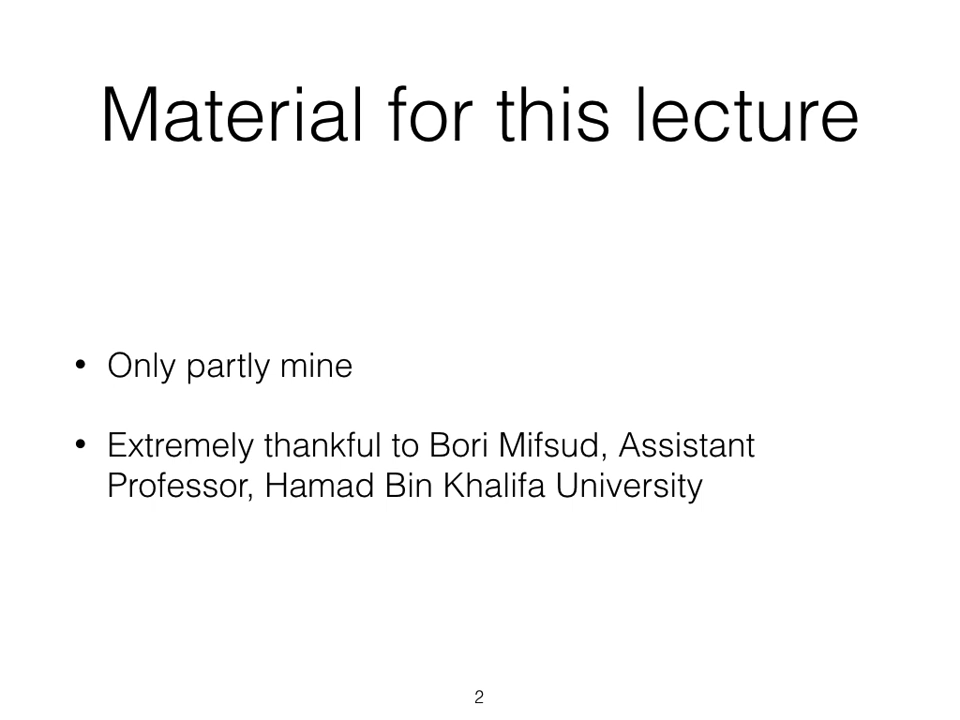 Material for this lecture
• Only partly mine
• Extremely thankful to Bori Mifsud, Assistant
Professor, Hamad Bin Khalifa University
2